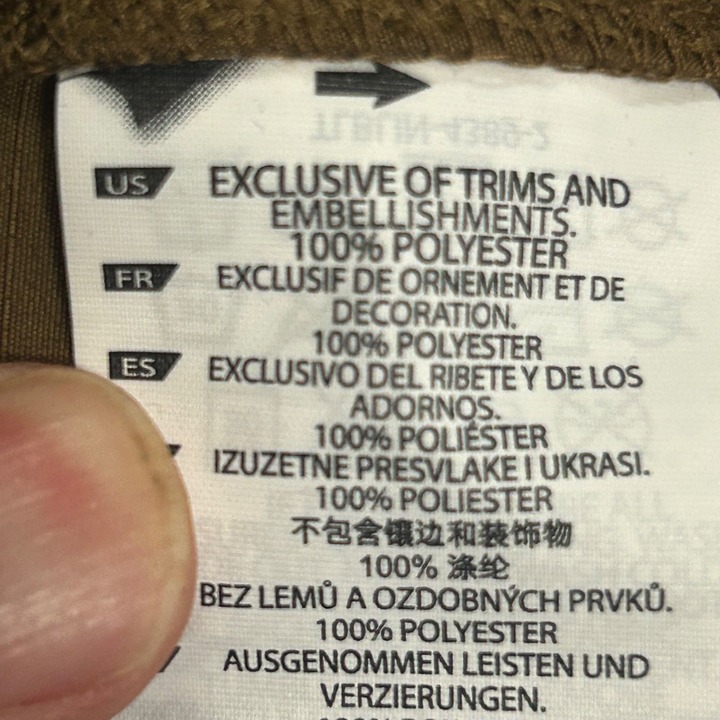 US EXCLUSIVE OF TRIMS AND
EMBELLISHMENTS.
100% POLYESTER
FR EXCLUSIF DE ORNEMENT ET DE
DECORATION.
100% POLYESTER
ES EXCLUSIVO DEL RIBETE Y DE LOS
ADORNOS.
100% POLIÉSTER
IZUZETNE PRESVLAKE I UKRASI.
100% POLIESTER
不包含镶边和装饰物
100% 涤纶
BEZ LEMŮ A OZDOBNÝCH PRVKŮ.
100% POLYESTER
AUSGENOMMEN LEISTEN UND
VERZIERUNGEN.